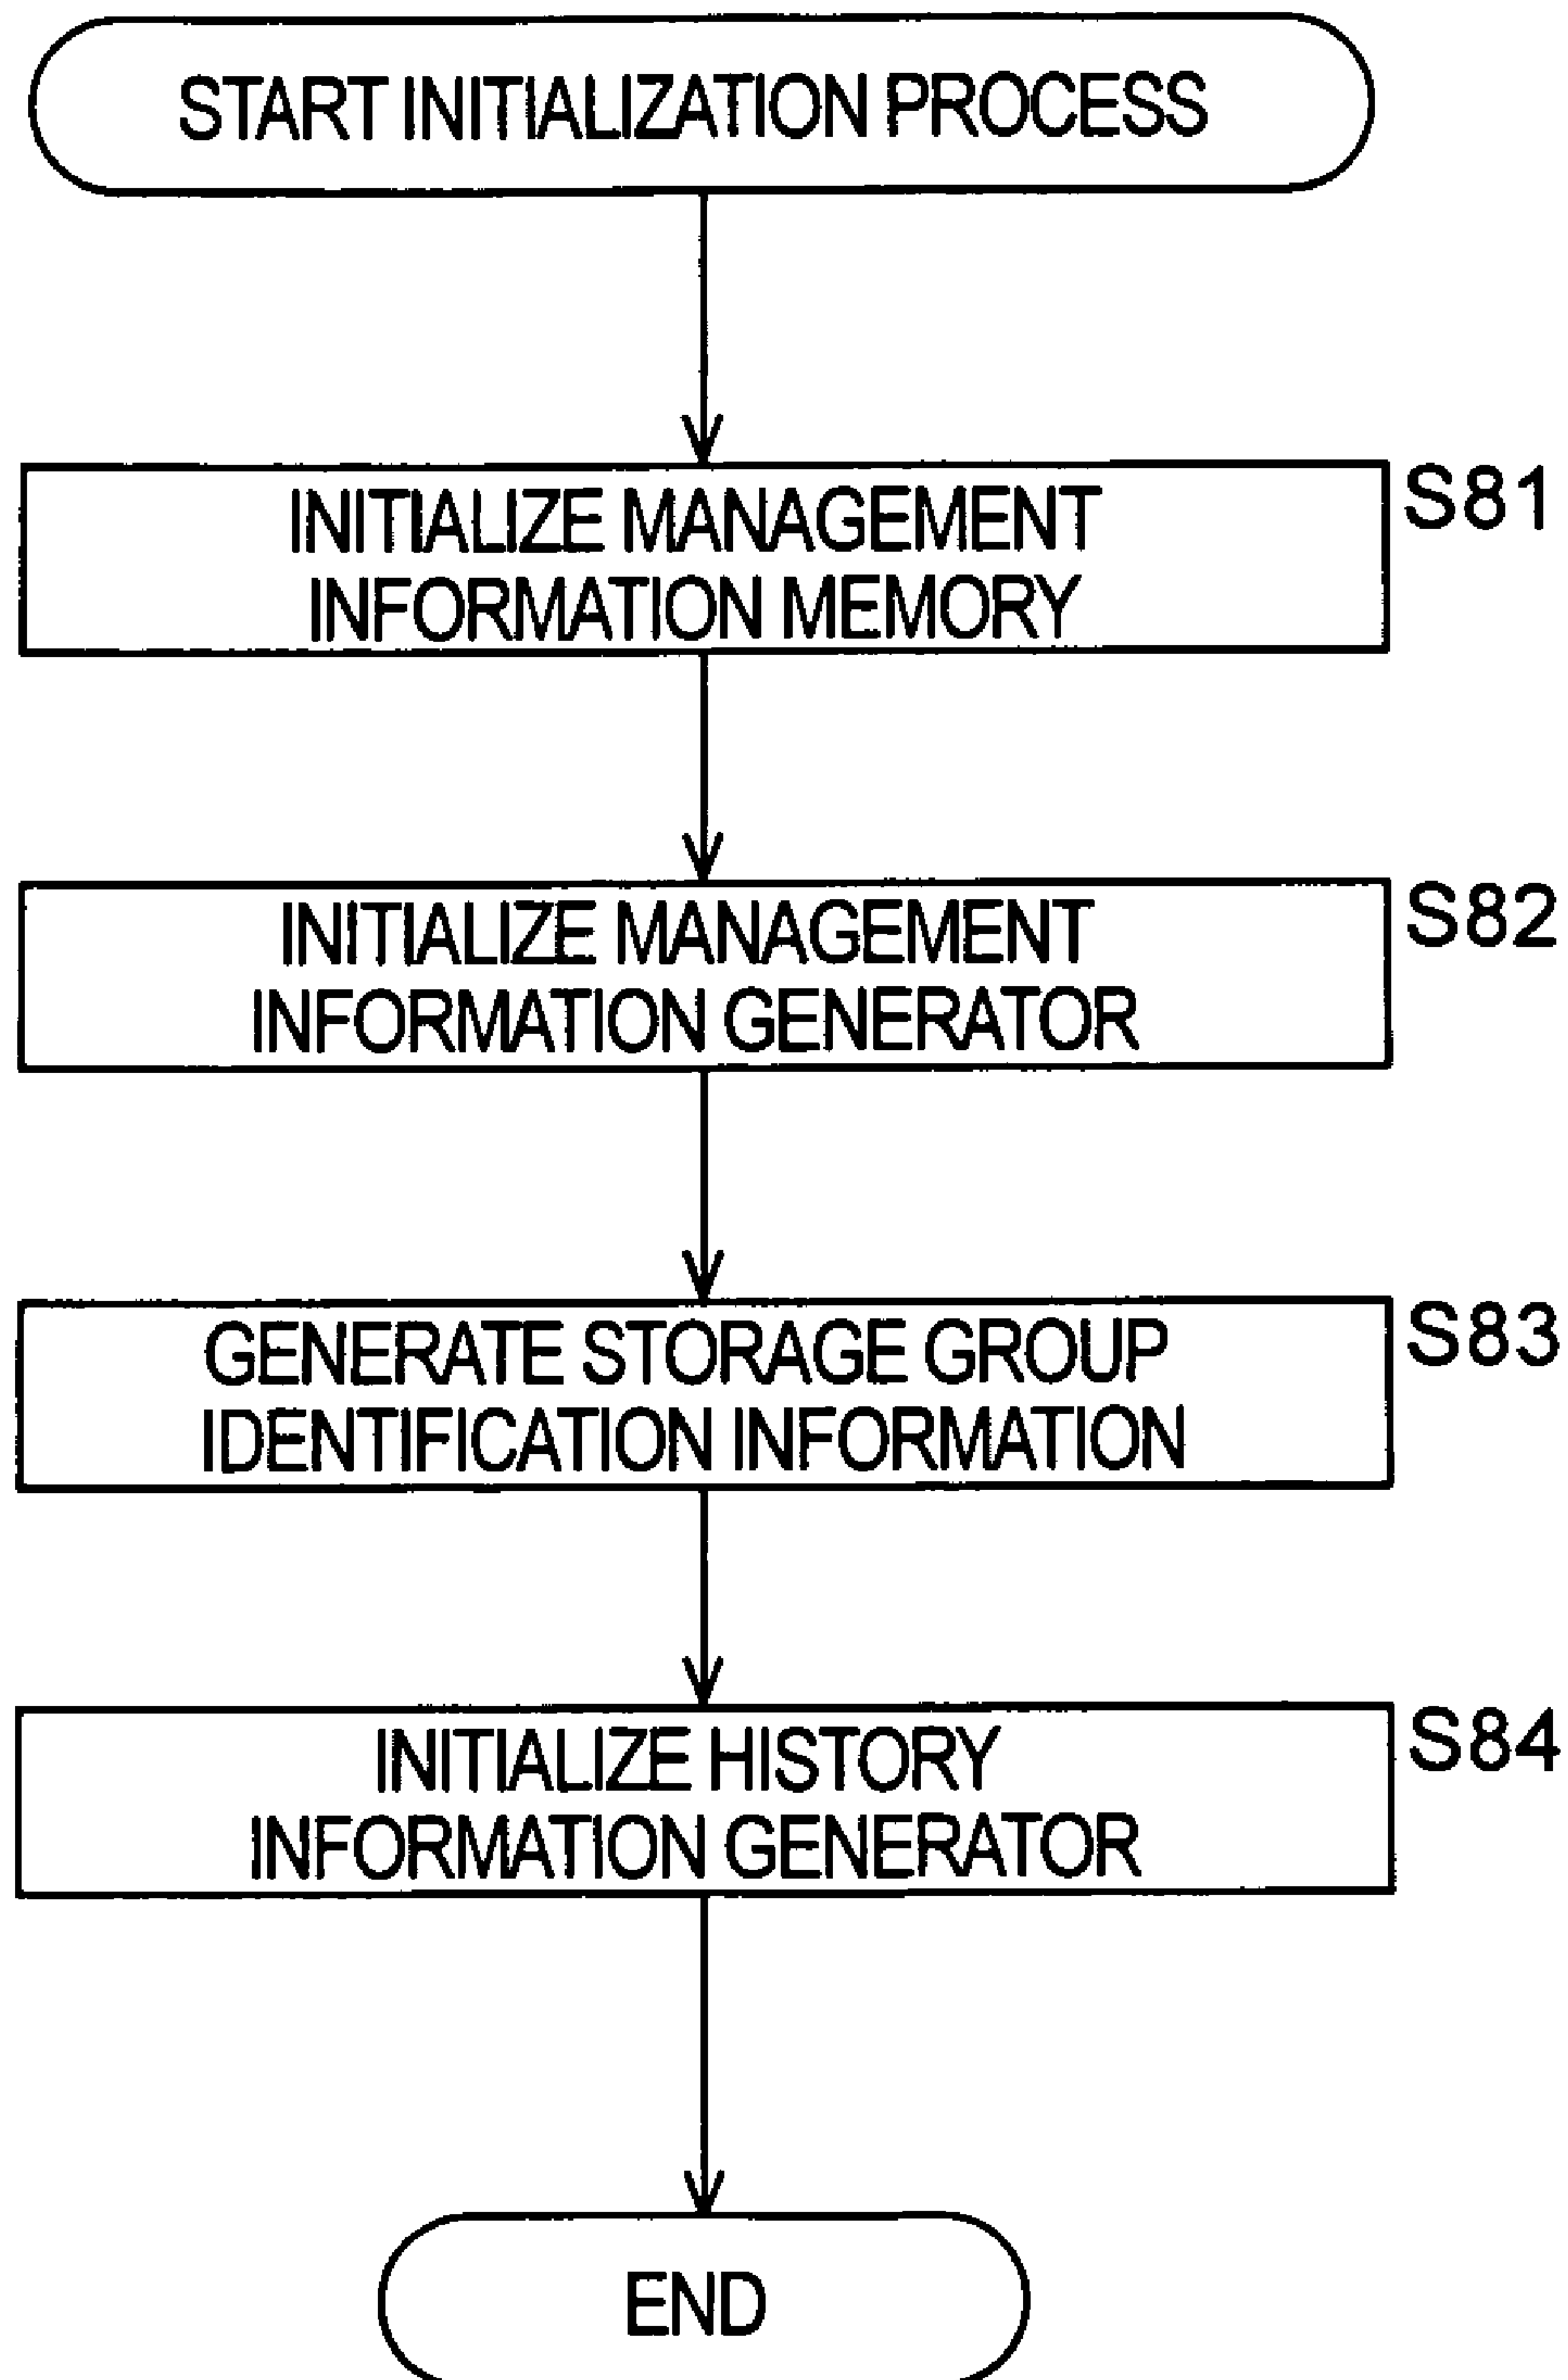 START INITIALIZATION PROCESS
INITIALIZE MANAGEMENT
INFORMATION MEMORY
S81
INITIALIZE MANAGEMENT
INFORMATION GENERATOR
S82
GENERATE STORAGE GROUP
IDENTIFICATION INFORMATION
S83
INITIALIZE HISTORY
INFORMATION GENERATOR
S84
END